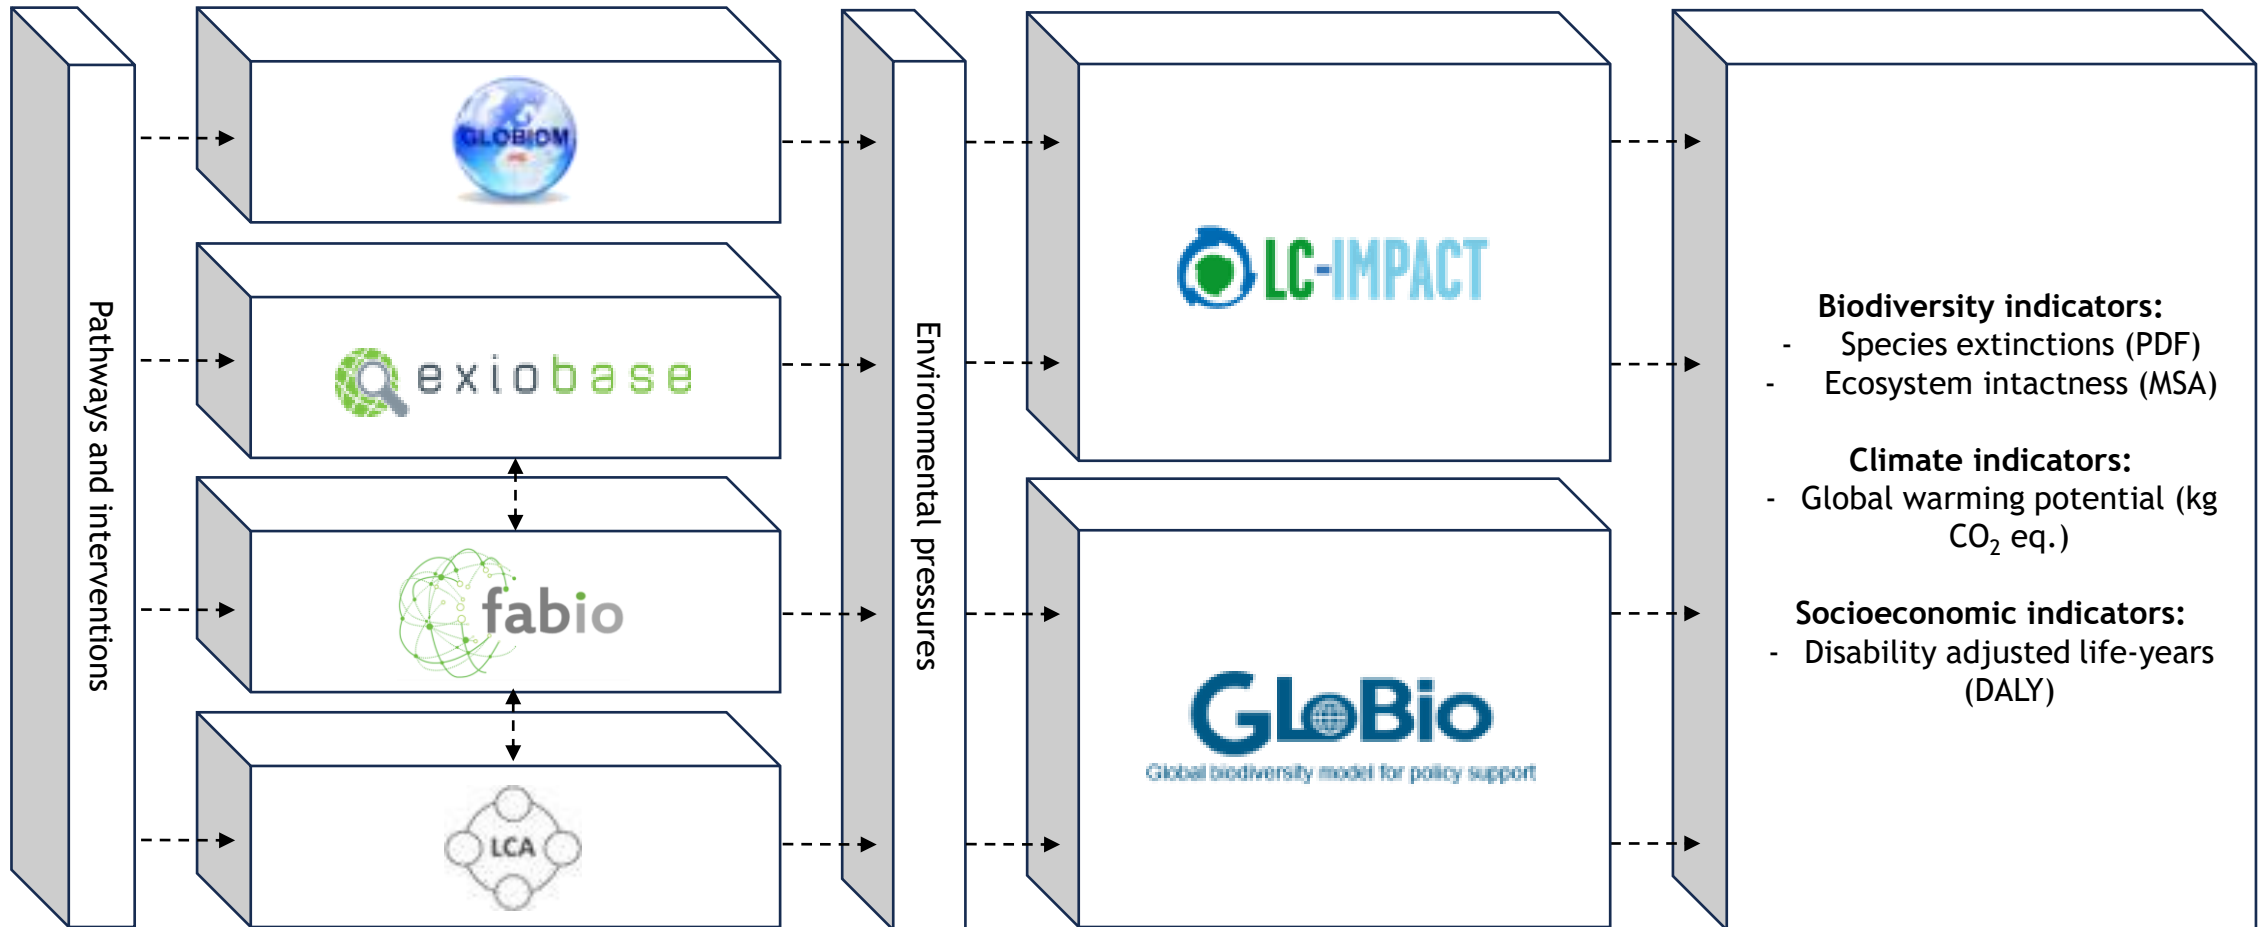 Pathways and interventions
GLOBIOM
exiobase
fabio
LCA
Environmental pressures
LC-IMPACT
GLOBIO
Global biodiversity model for policy support
Biodiversity indicators:
- Species extinctions (PDF)
- Ecosystem intactness (MSA)
Climate indicators:
- Global warming potential (kg
CO₂ eq.)
Socioeconomic indicators:
- Disability adjusted life-years
(DALY)